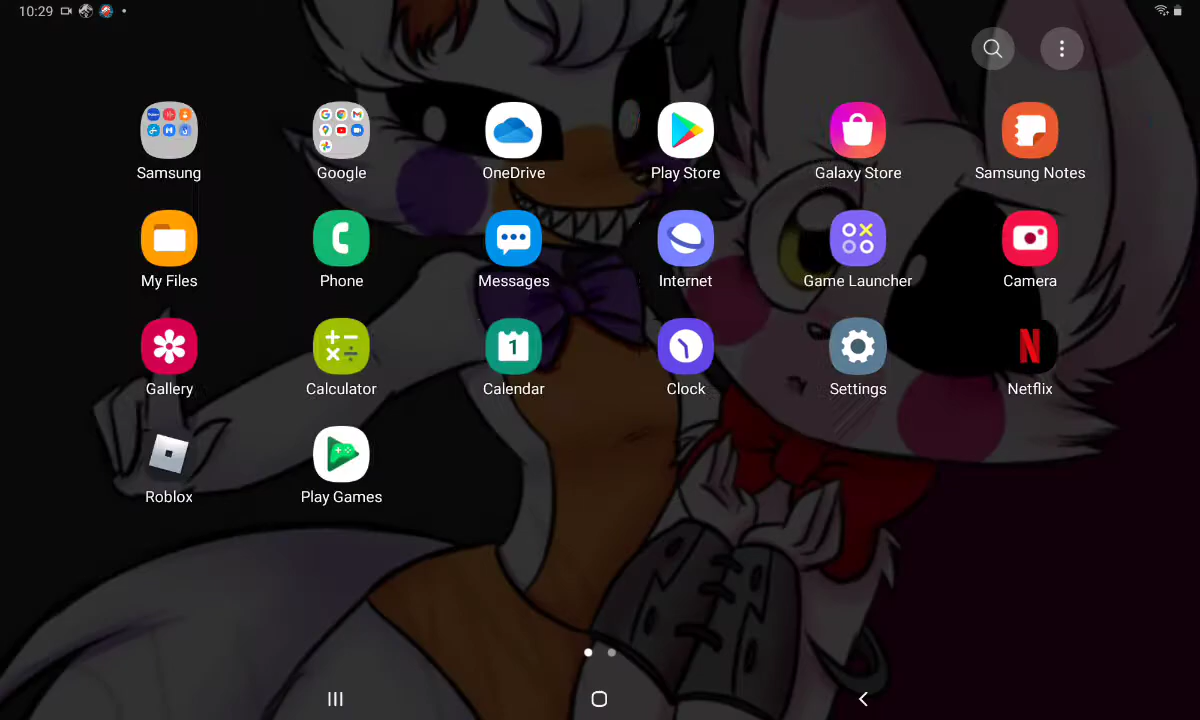 10:29
Samsung
Google
OneDrive
Play Store
Galaxy Store
Samsung Notes
My Files
Phone
Messages
Internet
Game Launcher
Camera
Gallery
Calculator
1
Calendar
Clock
Settings
N
Netflix
Roblox
Play Games